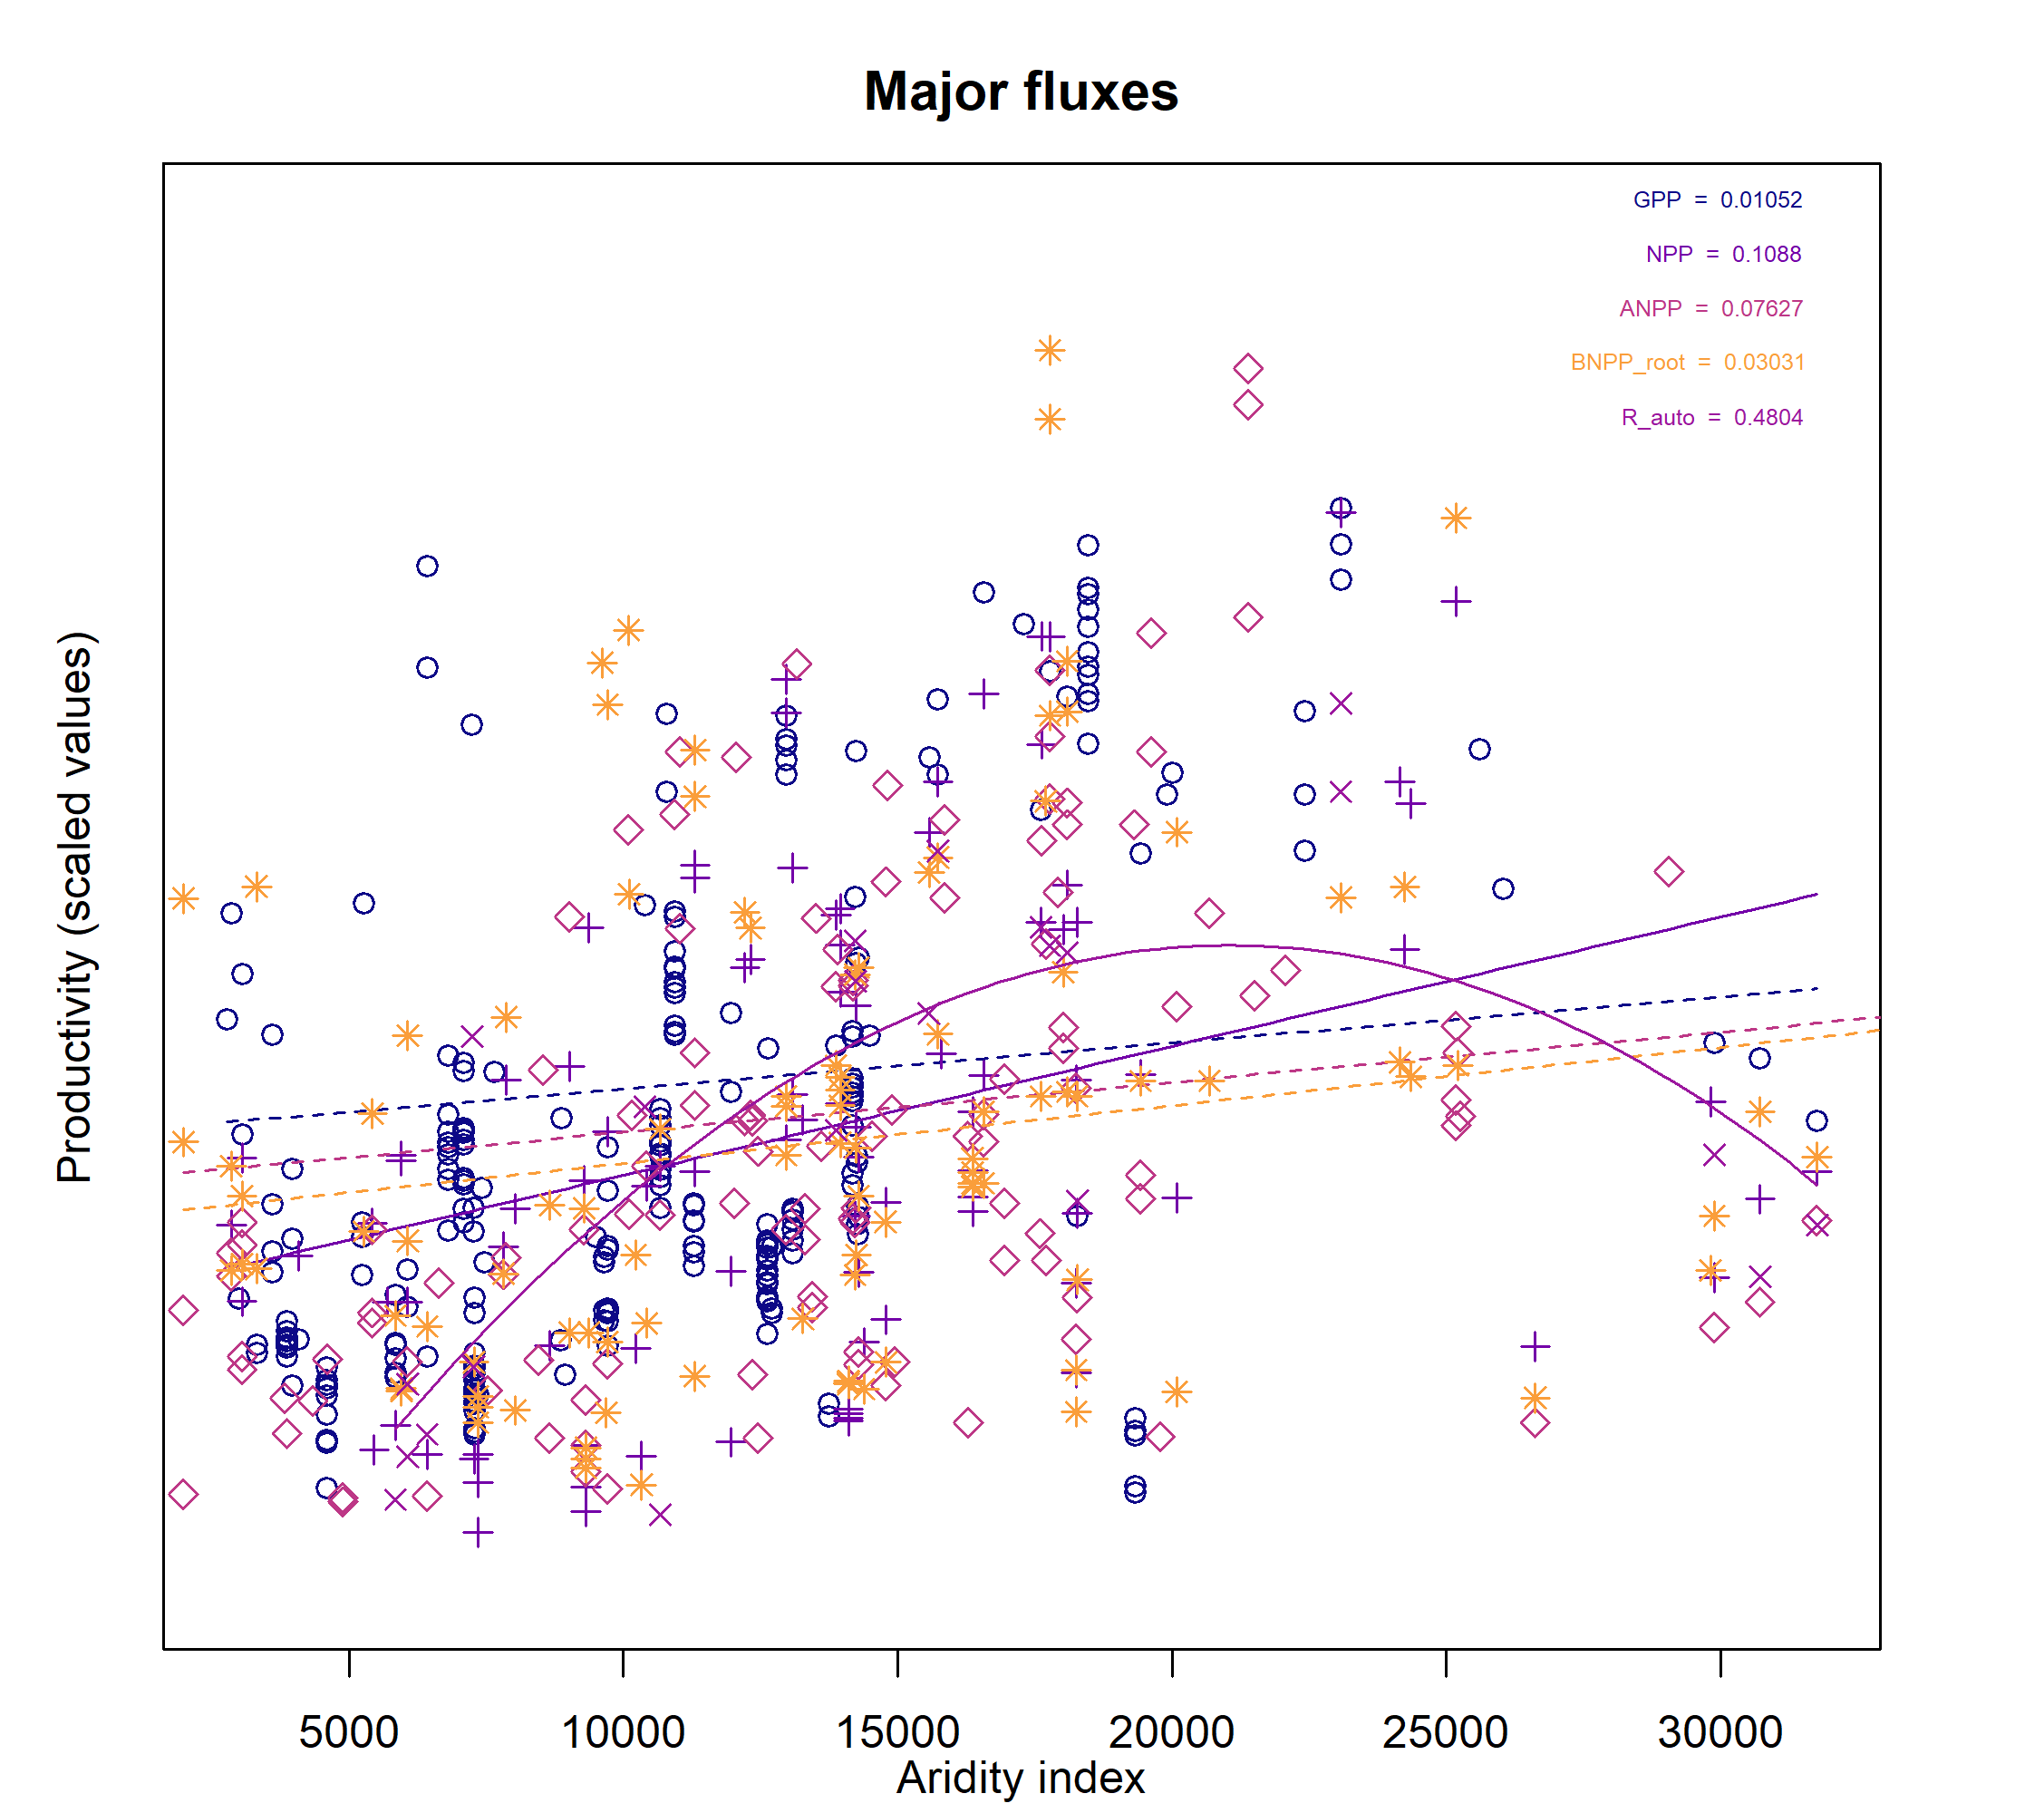 Major fluxes
GPP = 0.01052
NPP = 0.1088
ANPP = 0.07627
BNPP_root = 0.03031
R_auto = 0.4804
Productivity (scaled values)
5000 10000 15000 20000 25000 30000
Aridity index